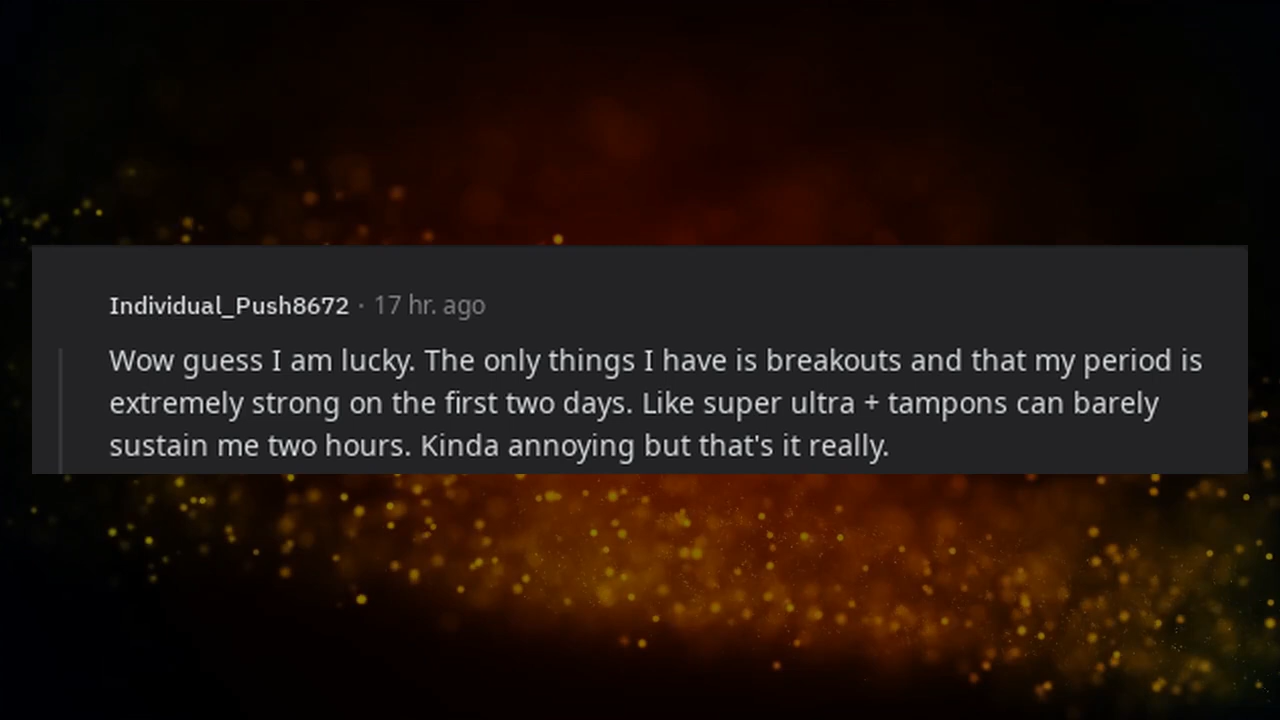 Individual_Push8672 · 17 hr. ago
Wow guess I am lucky. The only things I have is breakouts and that my period is
extremely strong on the first two days. Like super ultra + tampons can barely
sustain me two hours. Kinda annoying but that's it really.